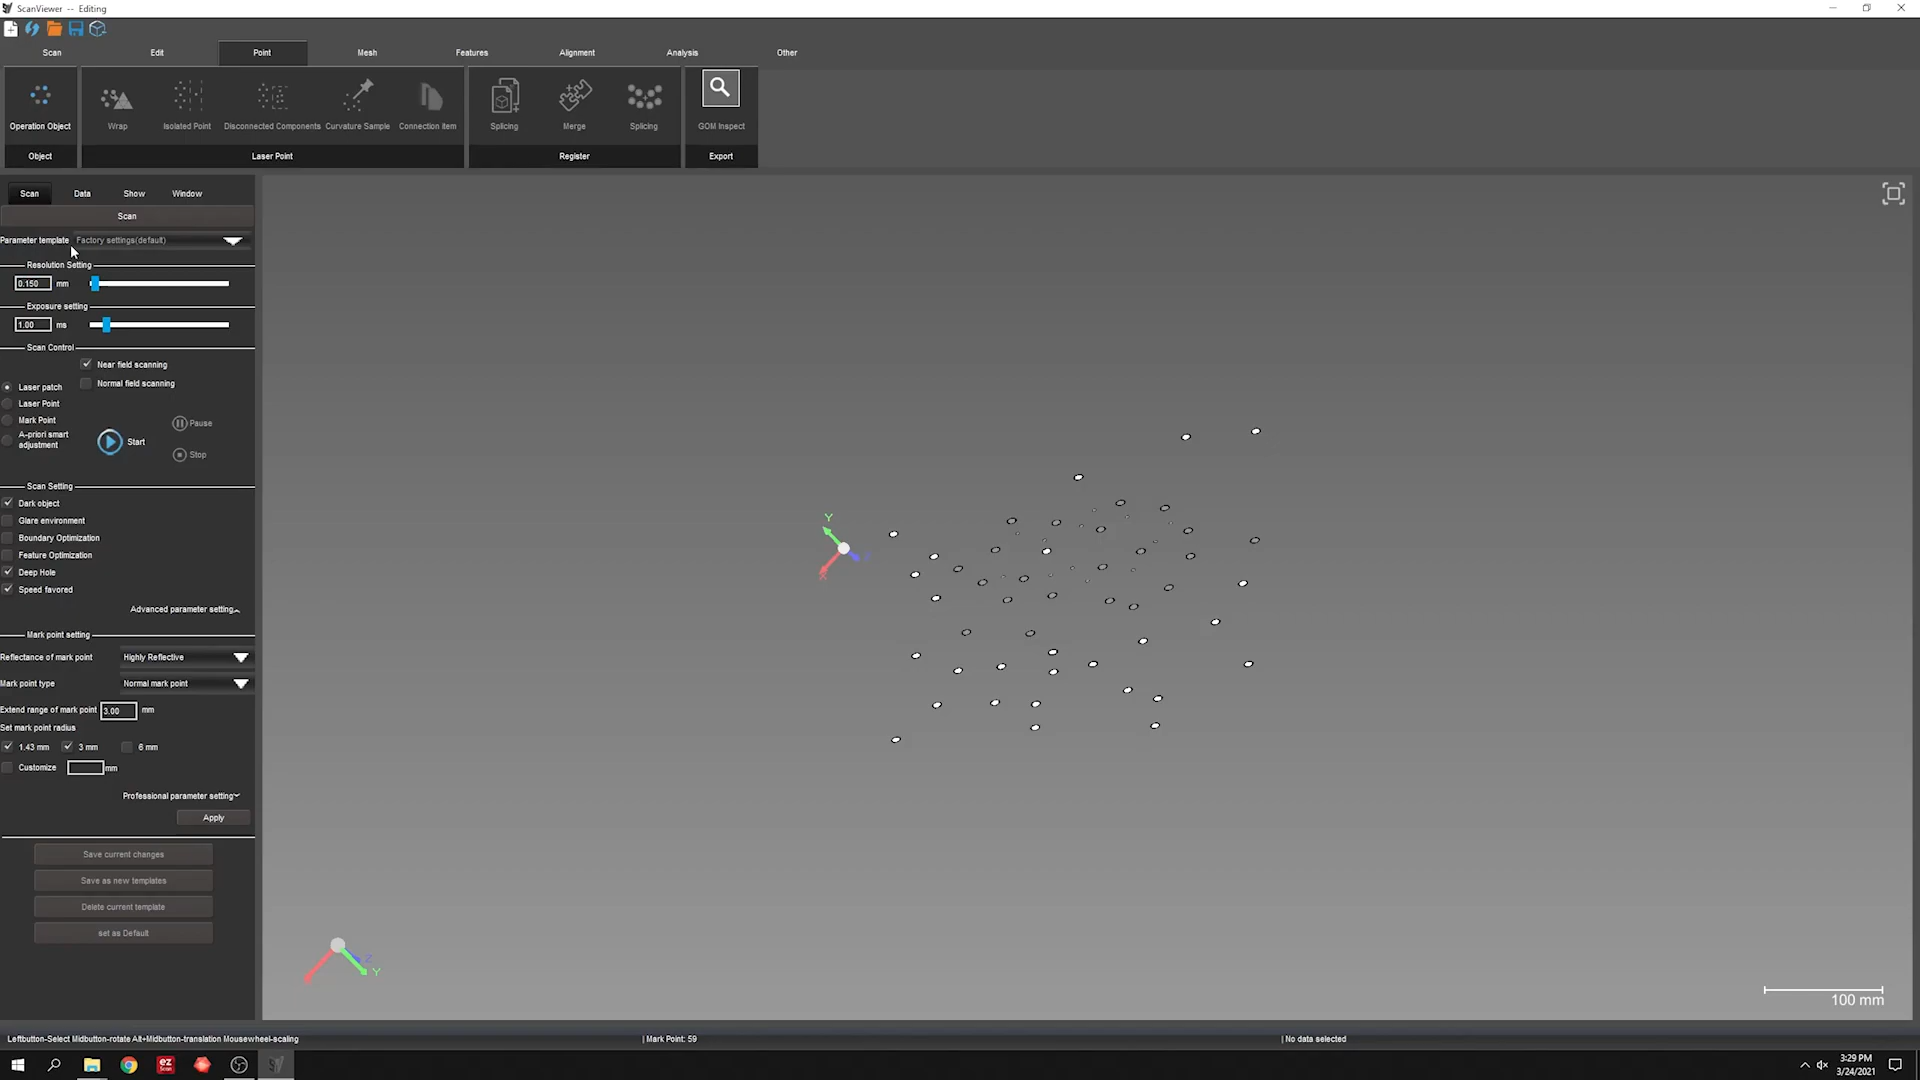 ScanViewer -- Editing
Scan Edit Point Mesh Features Alignment Analysis Other
Operation Object Wrap Isolated Point Disconnected Components Curvature Sample Connection item Splicing Merge Splicing GOM Inspect
Object Laser Point Register Export
Scan Data Show Window
Scan
Parameter template Factory settings(default)
Resolution Setting
0.150 mm
Exposure setting
1.00 ms
Scan Control
Near field scanning
Normal field scanning
Laser patch
Laser Point
Mark Point
A-priori smart
adjustment
Start
Pause
Stop
Scan Setting
Dark object
Glare environment
Boundary Optimization
Feature Optimization
Deep Hole
Speed favored
Advanced parameter setting
Mark point setting
Reflectance of mark point Highly Reflective
Mark point type Normal mark point
Extend range of mark point 3.00 mm
Set mark point radius
1.43 mm 3 mm 6 mm
Customize mm
Professional parameter setting
Apply
Save current changes
Save as new templates
Delete current template
set as Default
Y
X
Z
Y
100 mm
Leftbutton-Select Midbutton-rotate Alt+Midbutton-translation Mousewheel-scaling | Mark Point: 59 | No data selected
ez
Scan
3:29 PM
3/24/2021